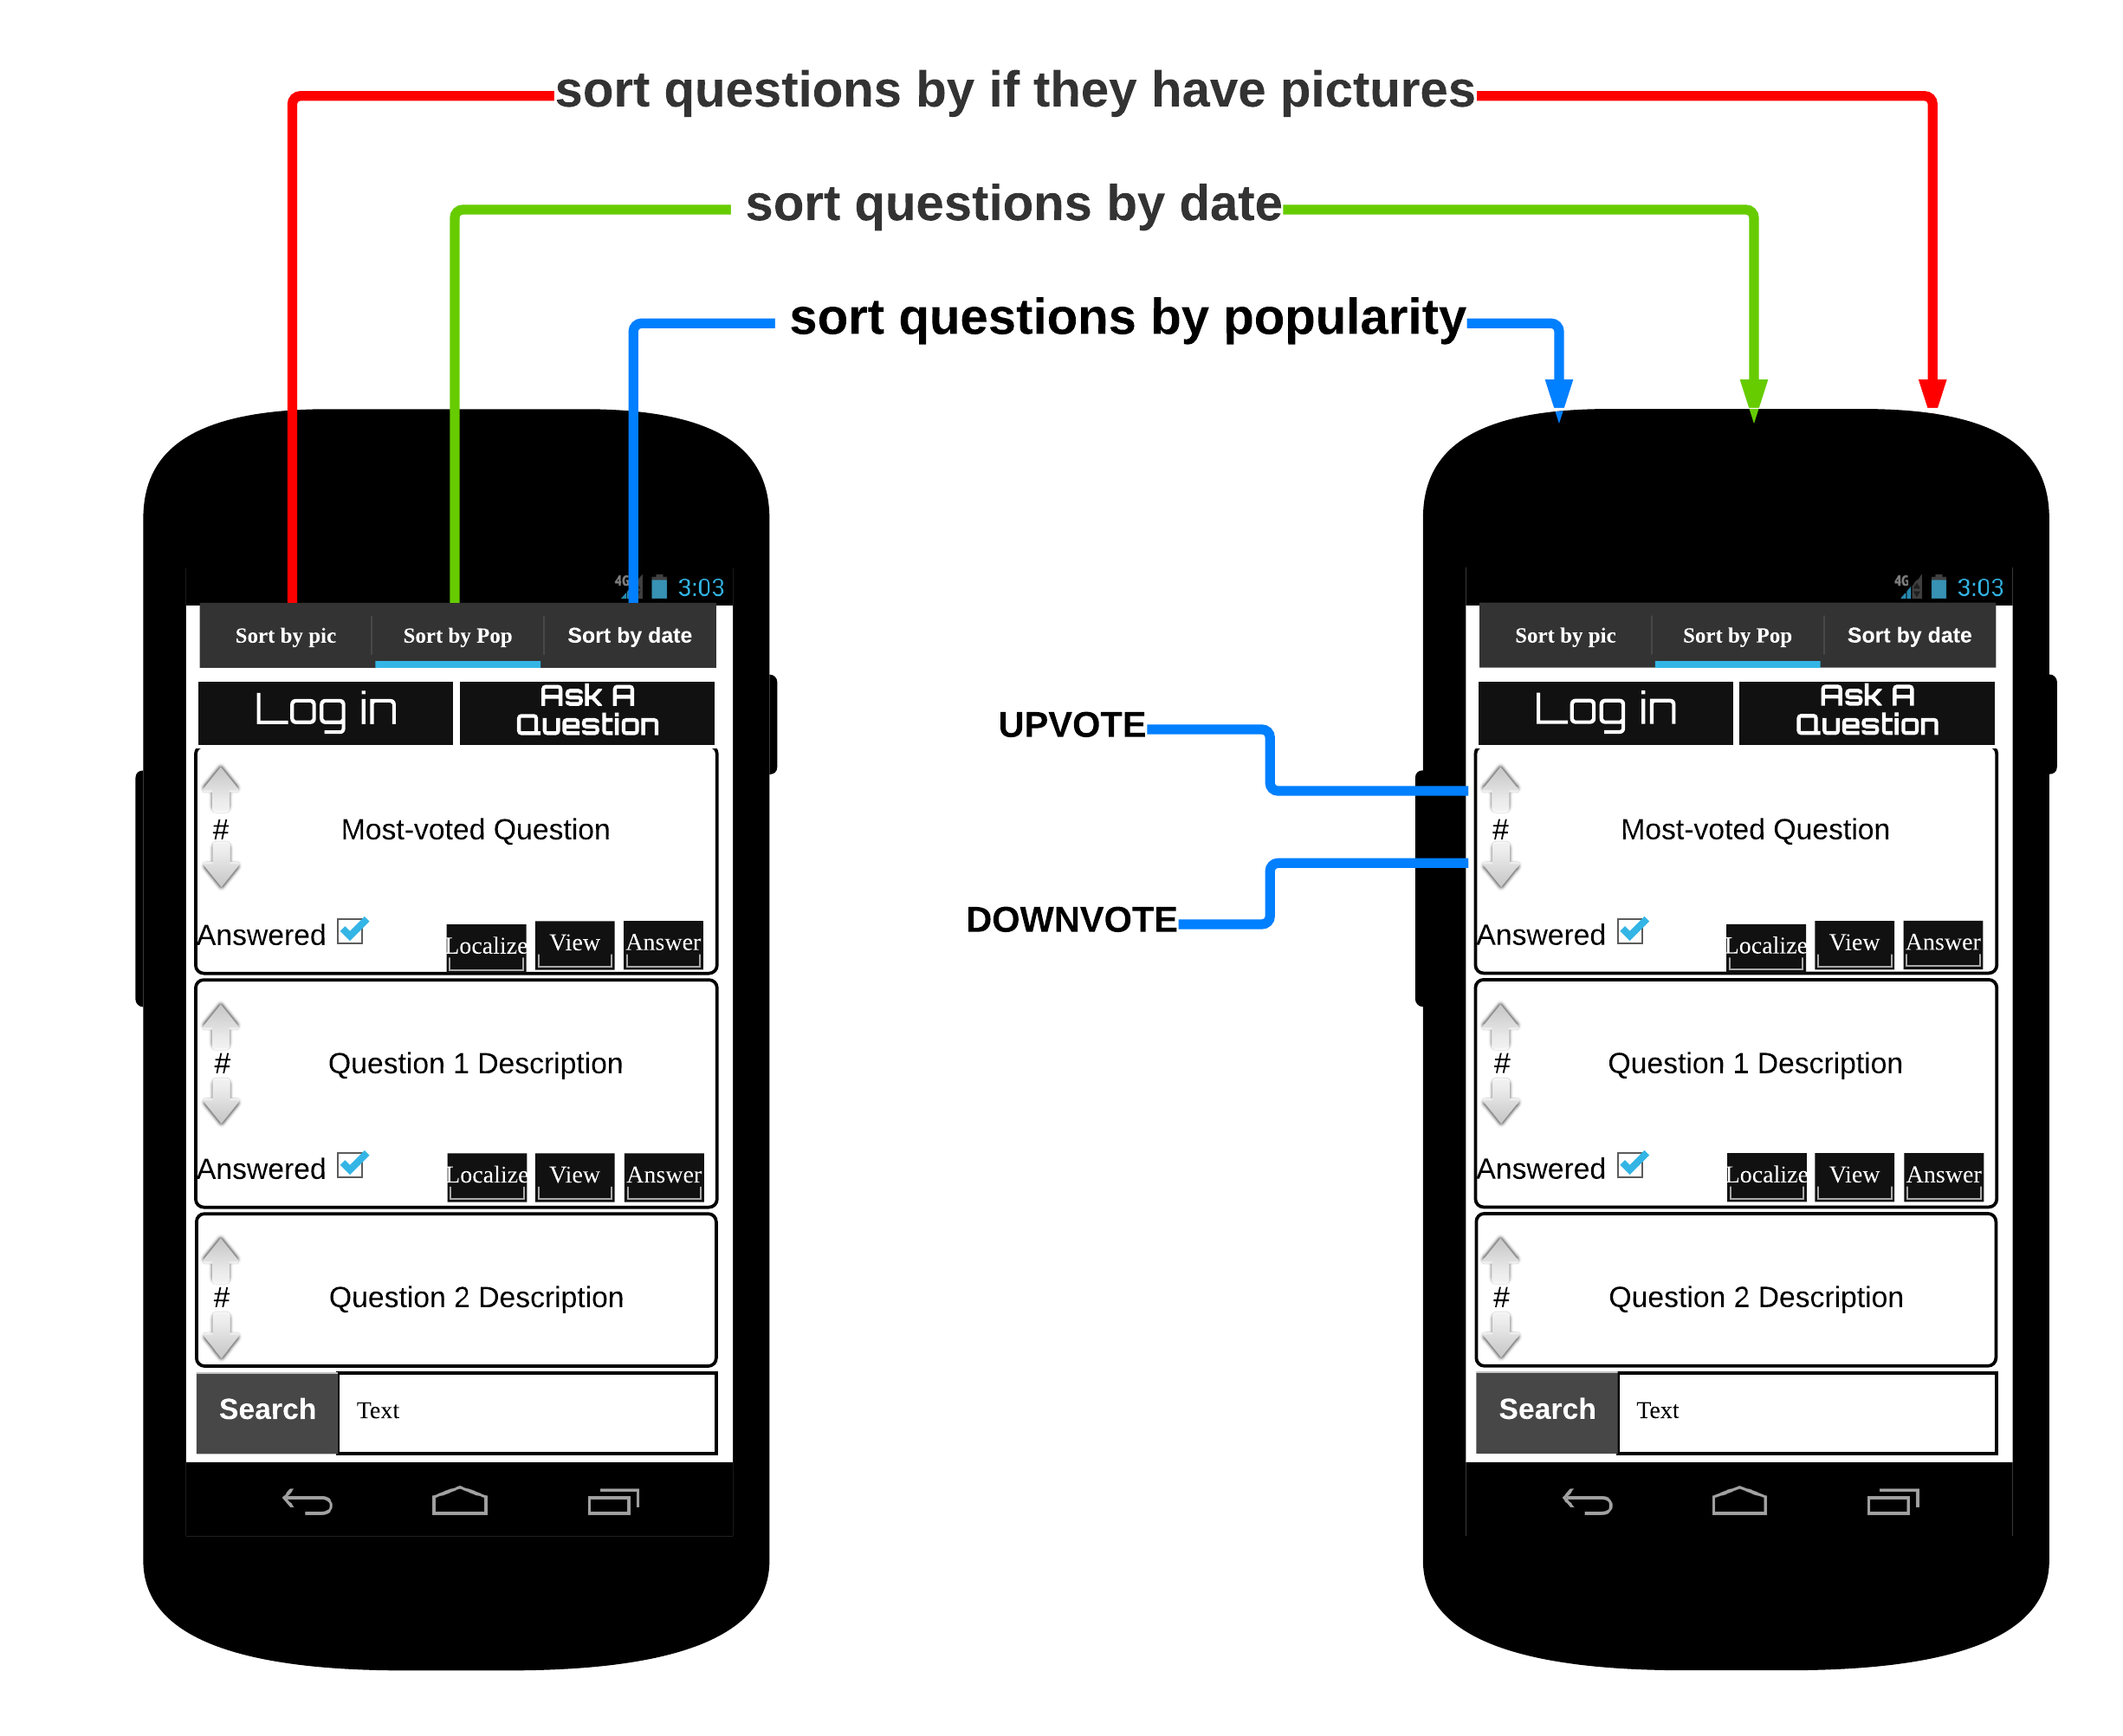 sort questions by if they have pictures
sort questions by date
sort questions by popularity
4G 3:03
Sort by pic Sort by Pop Sort by date
Log in
Ask A
Question
#
Most-voted Question
Answered
Localize View Answer
#
Question 1 Description
Answered
Localize View Answer
#
Question 2 Description
Search Text
UPVOTE
DOWNVOTE
4G 3:03
Sort by pic Sort by Pop Sort by date
Log in
Ask A
Question
#
Most-voted Question
Answered
Localize View Answer
#
Question 1 Description
Answered
Localize View Answer
#
Question 2 Description
Search Text